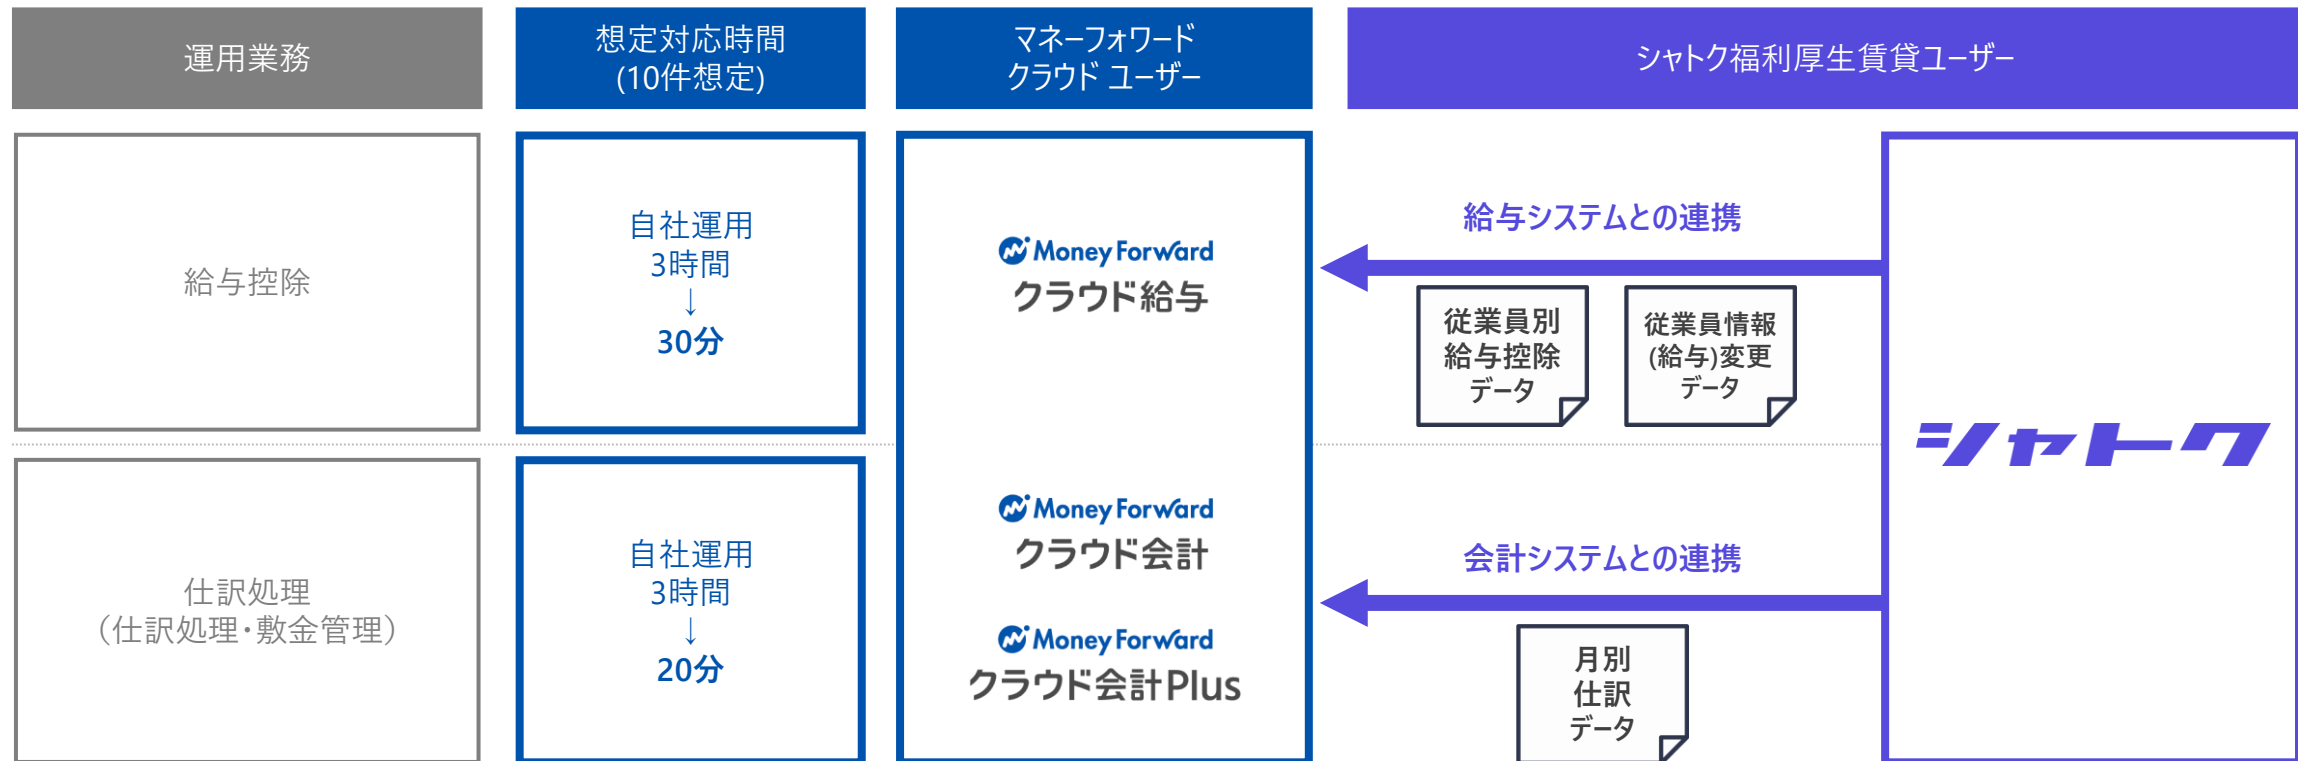 運用業務
想定対応時間
(10件想定)
マネーフォワード
クラウド ユーザー
シャトク福利厚生賃貸ユーザー
給与控除
自社運用
3時間
↓
30分
Money Forward
クラウド給与
給与システムとの連携
従業員別
給与控除
データ
従業員情報
(給与)変更
データ
シャトク
仕訳処理
（仕訳処理・敷金管理）
自社運用
3時間
↓
20分
Money Forward
クラウド会計
Money Forward
クラウド会計Plus
会計システムとの連携
月別
仕訳
データ